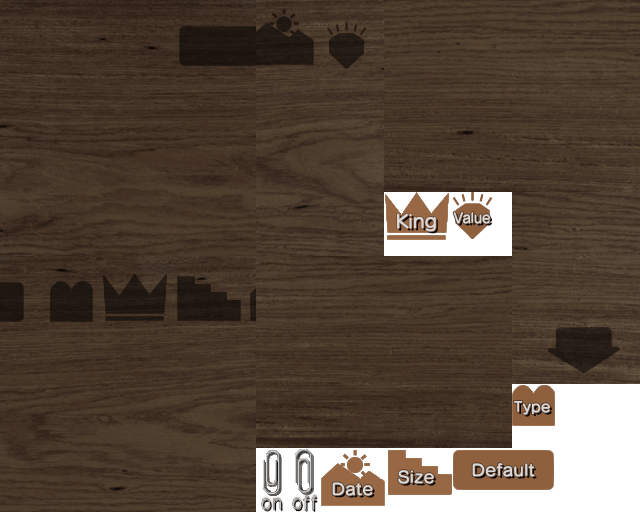 King
Value
Type
on off
Date
Size
Default